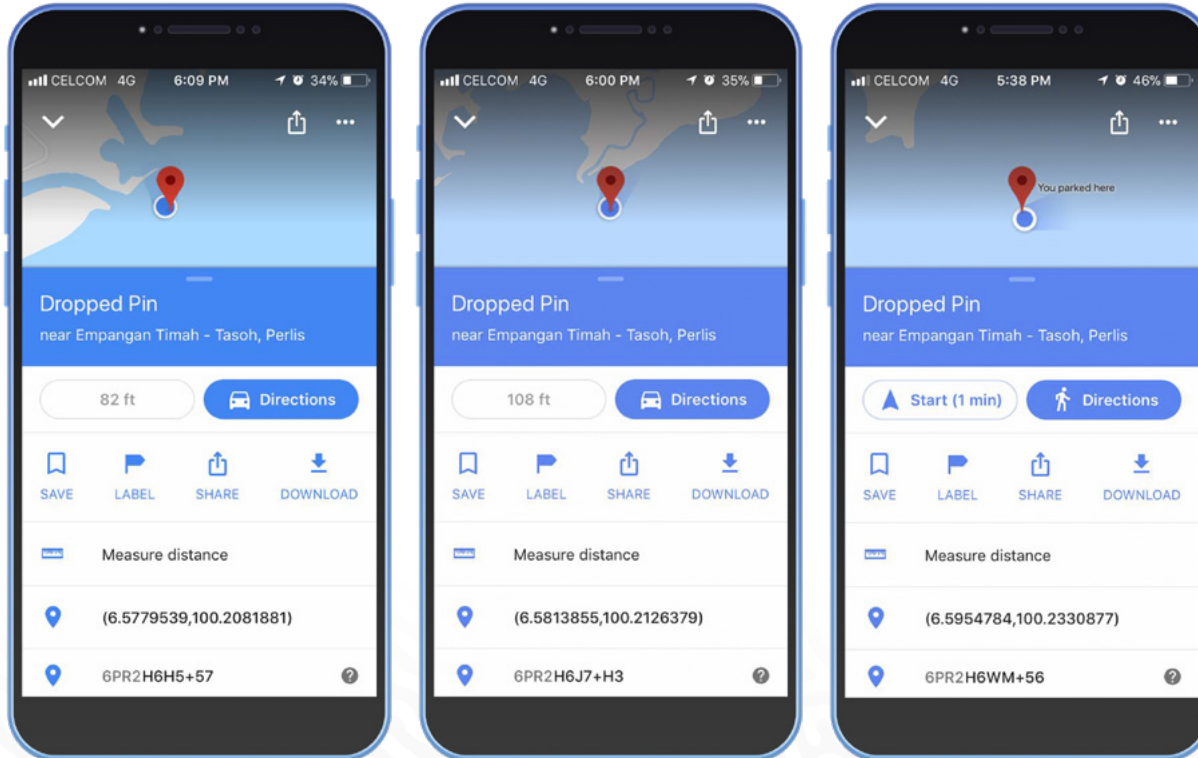 CELCOM 4G 6:09 PM 34%
Dropped Pin
near Empangan Timah - Tasoh, Perlis
82 ft Directions
SAVE LABEL SHARE DOWNLOAD
Measure distance
(6.5779539,100.2081881)
6PR2H6H5+57
CELCOM 4G 6:00 PM 35%
Dropped Pin
near Empangan Timah - Tasoh, Perlis
108 ft Directions
SAVE LABEL SHARE DOWNLOAD
Measure distance
(6.5813855,100.2126379)
6PR2H6J7+H3
CELCOM 4G 5:38 PM 46%
You parked here
Dropped Pin
near Empangan Timah - Tasoh, Perlis
Start (1 min) Directions
SAVE LABEL SHARE DOWNLOAD
Measure distance
(6.5954784,100.2330877)
6PR2H6WM+56